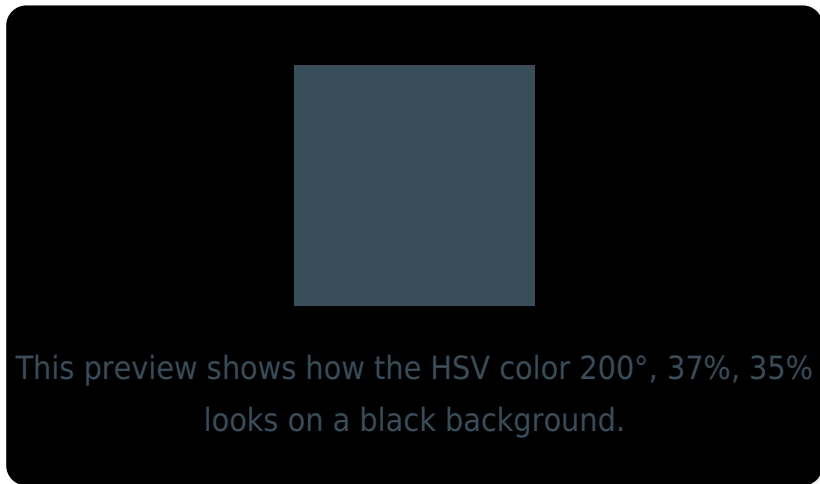 This preview shows how the HSV color 200°, 37%, 35%
looks on a black background.